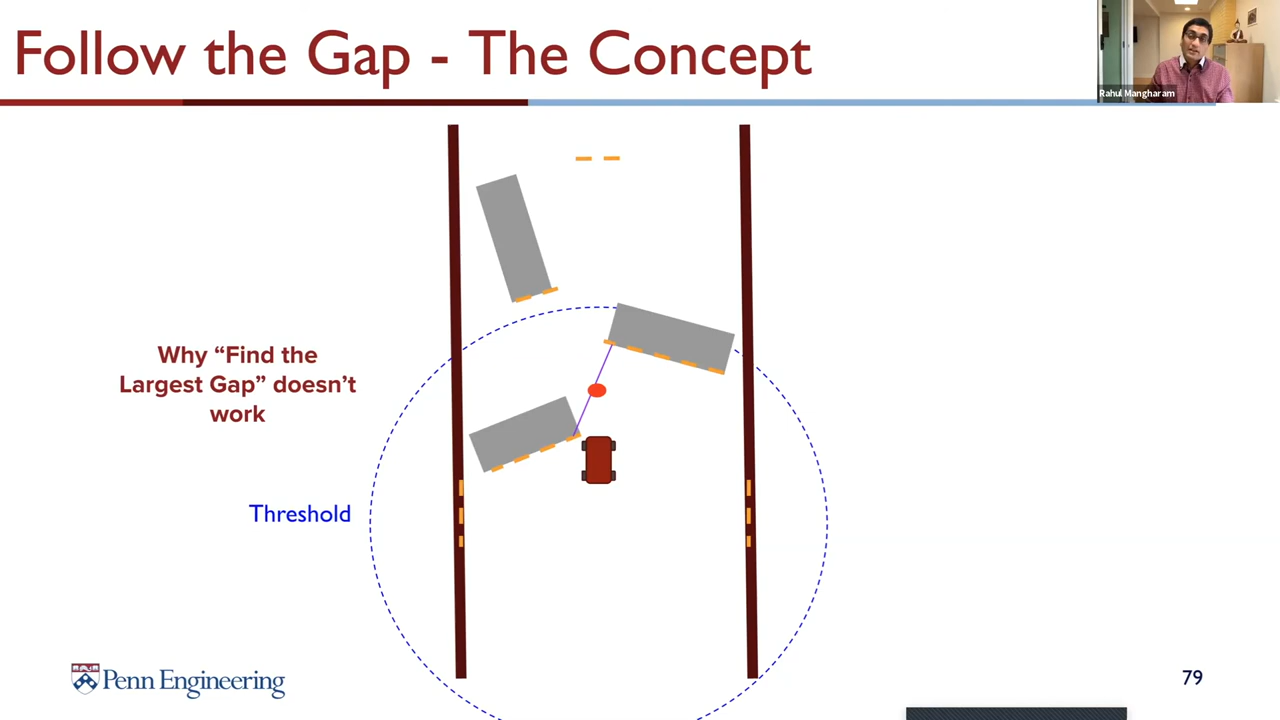 Follow the Gap - The Concept
Rahul Mangharam
Why “Find the
Largest Gap” doesn’t
work
Threshold
Penn Engineering
79